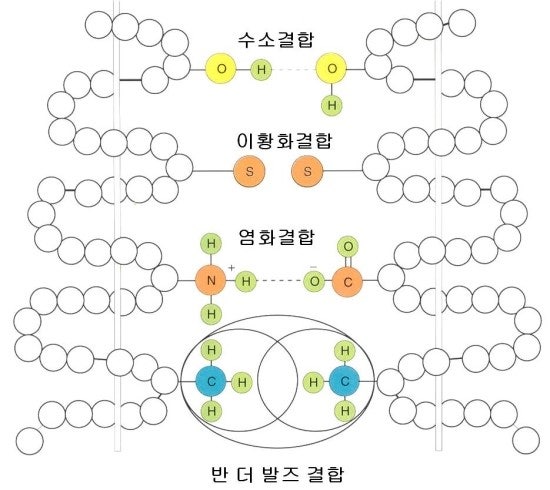 수소결합
O H O
H
이황화결합
S S
염화결합
H O
+ −
N H O C
H
H H
C H H C
H H
반 더 발즈 결합